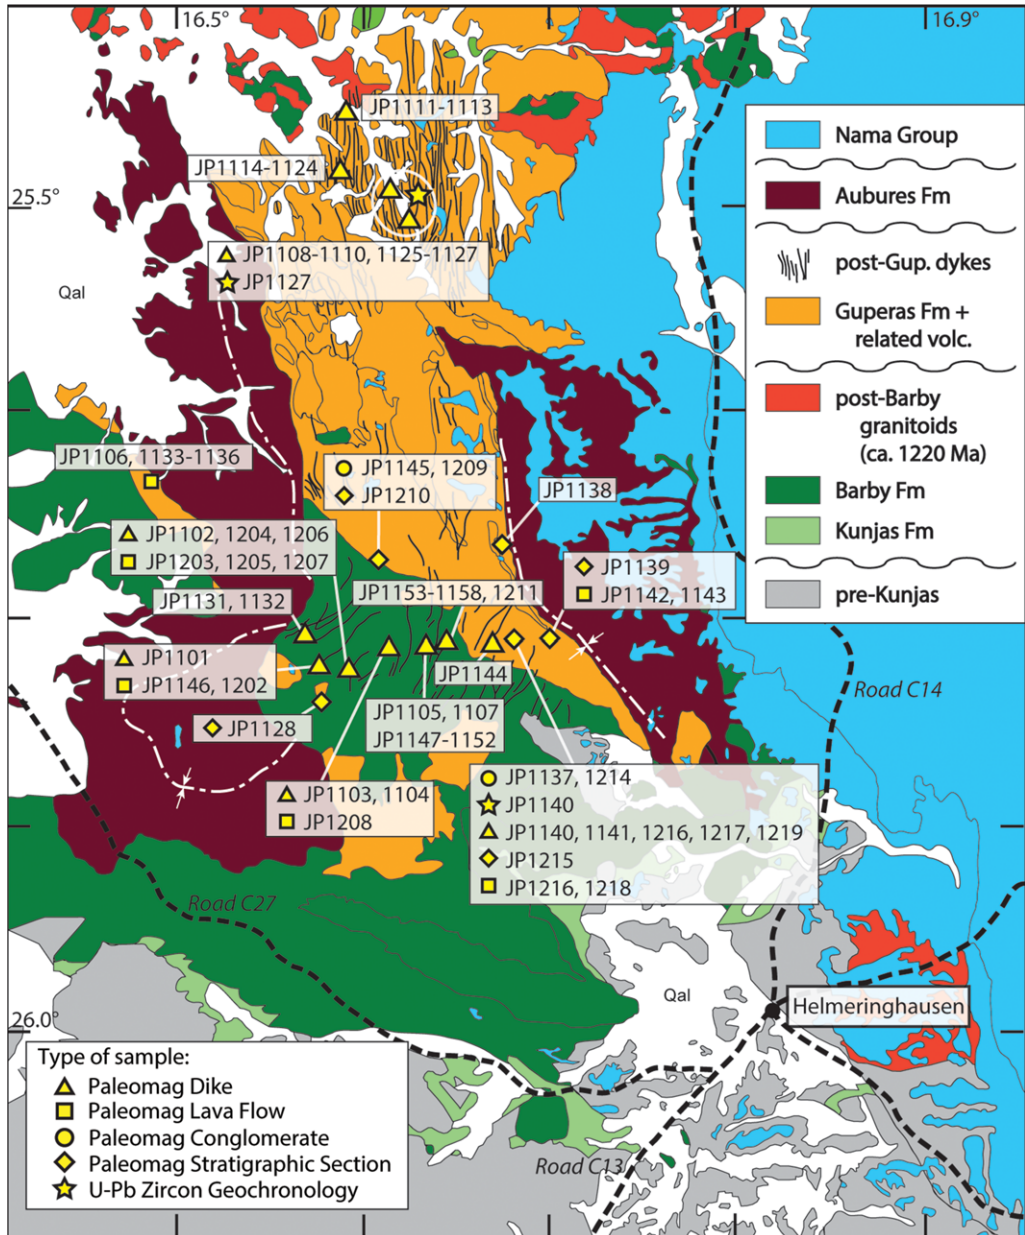 16.5°
16.9°
JP1111-1113
JP1114-1124
25.5°
JP1108-1110, 1125-1127
JP1127
Qal
Nama Group
Aubures Fm
post-Gup. dykes
Guperas Fm +
related volc.
post-Barby
granitoids
(ca. 1220 Ma)
Barby Fm
Kunjas Fm
pre-Kunjas
JP1106, 1133-1136
JP1145, 1209
JP1210
JP1138
JP1102, 1204, 1206
JP1203, 1205, 1207
JP1139
JP1142, 1143
JP1153-1158, 1211
JP1131, 1132
JP1101
JP1146, 1202
JP1144
JP1105, 1107
JP1147-1152
JP1128
Road C14
JP1103, 1104
JP1208
JP1137, 1214
JP1140
JP1140, 1141, 1216, 1217, 1219
JP1215
JP1216, 1218
Road C27
Qal
Helmeringhausen
26.0°
Type of sample:
Paleomag Dike
Paleomag Lava Flow
Paleomag Conglomerate
Paleomag Stratigraphic Section
U-Pb Zircon Geochronology
Road C13